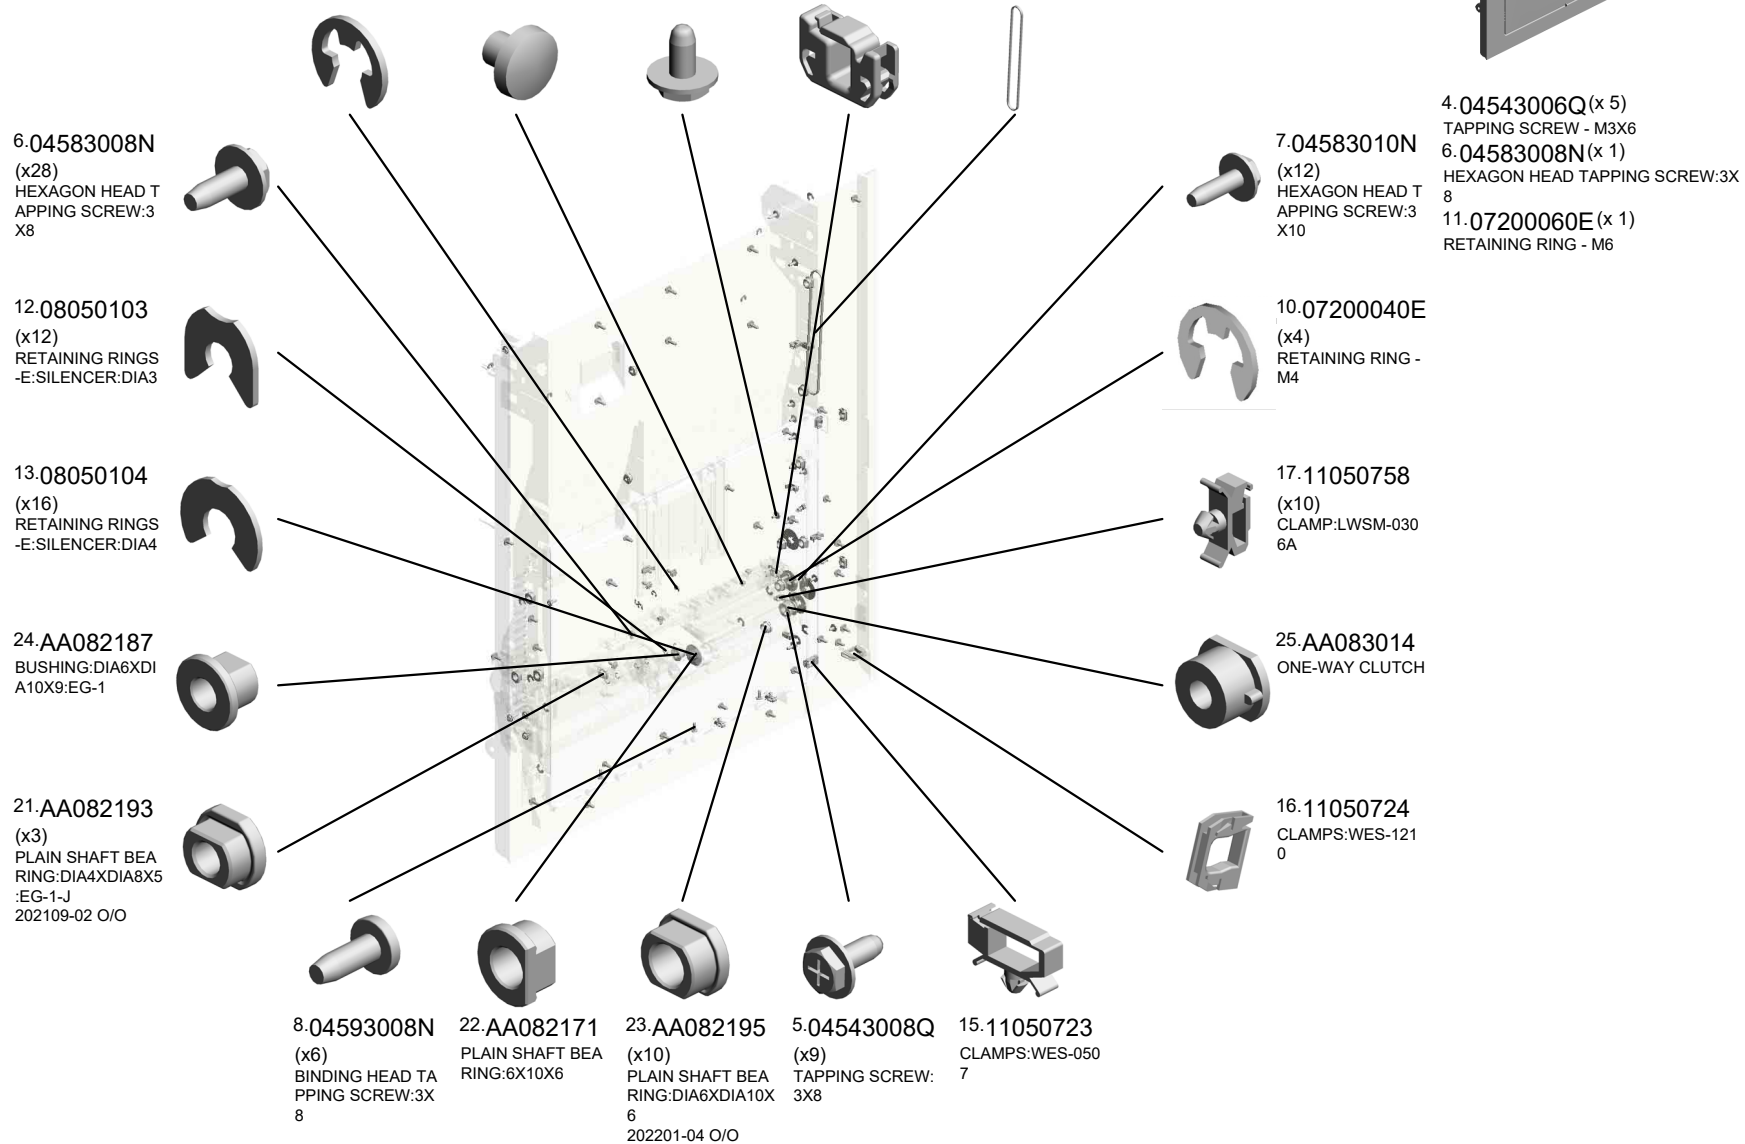 6.04583008N
(x28)
HEXAGON HEAD T
APPING SCREW:3
X8
12.08050103
(x12)
RETAINING RINGS
-E:SILENCER:DIA3
13.08050104
(x16)
RETAINING RINGS
-E:SILENCER:DIA4
24.AA082187
BUSHING:DIA6XDI
A10X9:EG-1
21.AA082193
(x3)
PLAIN SHAFT BEA
RING:DIA4XDIA8X5
:EG-1-J
202109-02 O/O
8.04593008N
(x6)
BINDING HEAD TA
PPING SCREW:3X
8
22.AA082171
PLAIN SHAFT BEA
RING:6X10X6
23.AA082195
(x10)
PLAIN SHAFT BEA
RING:DIA6XDIA10X
6
202201-04 O/O
5.04543008Q
(x9)
TAPPING SCREW:
3X8
15.11050723
CLAMPS:WES-050
7
7.04583010N
(x12)
HEXAGON HEAD T
APPING SCREW:3
X10
10.07200040E
(x4)
RETAINING RING -
M4
17.11050758
(x10)
CLAMP:LWSM-030
6A
25.AA083014
ONE-WAY CLUTCH
16.11050724
CLAMPS:WES-121
0
4.04543006Q(x 5)
TAPPING SCREW - M3X6
6.04583008N(x 1)
HEXAGON HEAD TAPPING SCREW:3X
8
11.07200060E(x 1)
RETAINING RING - M6